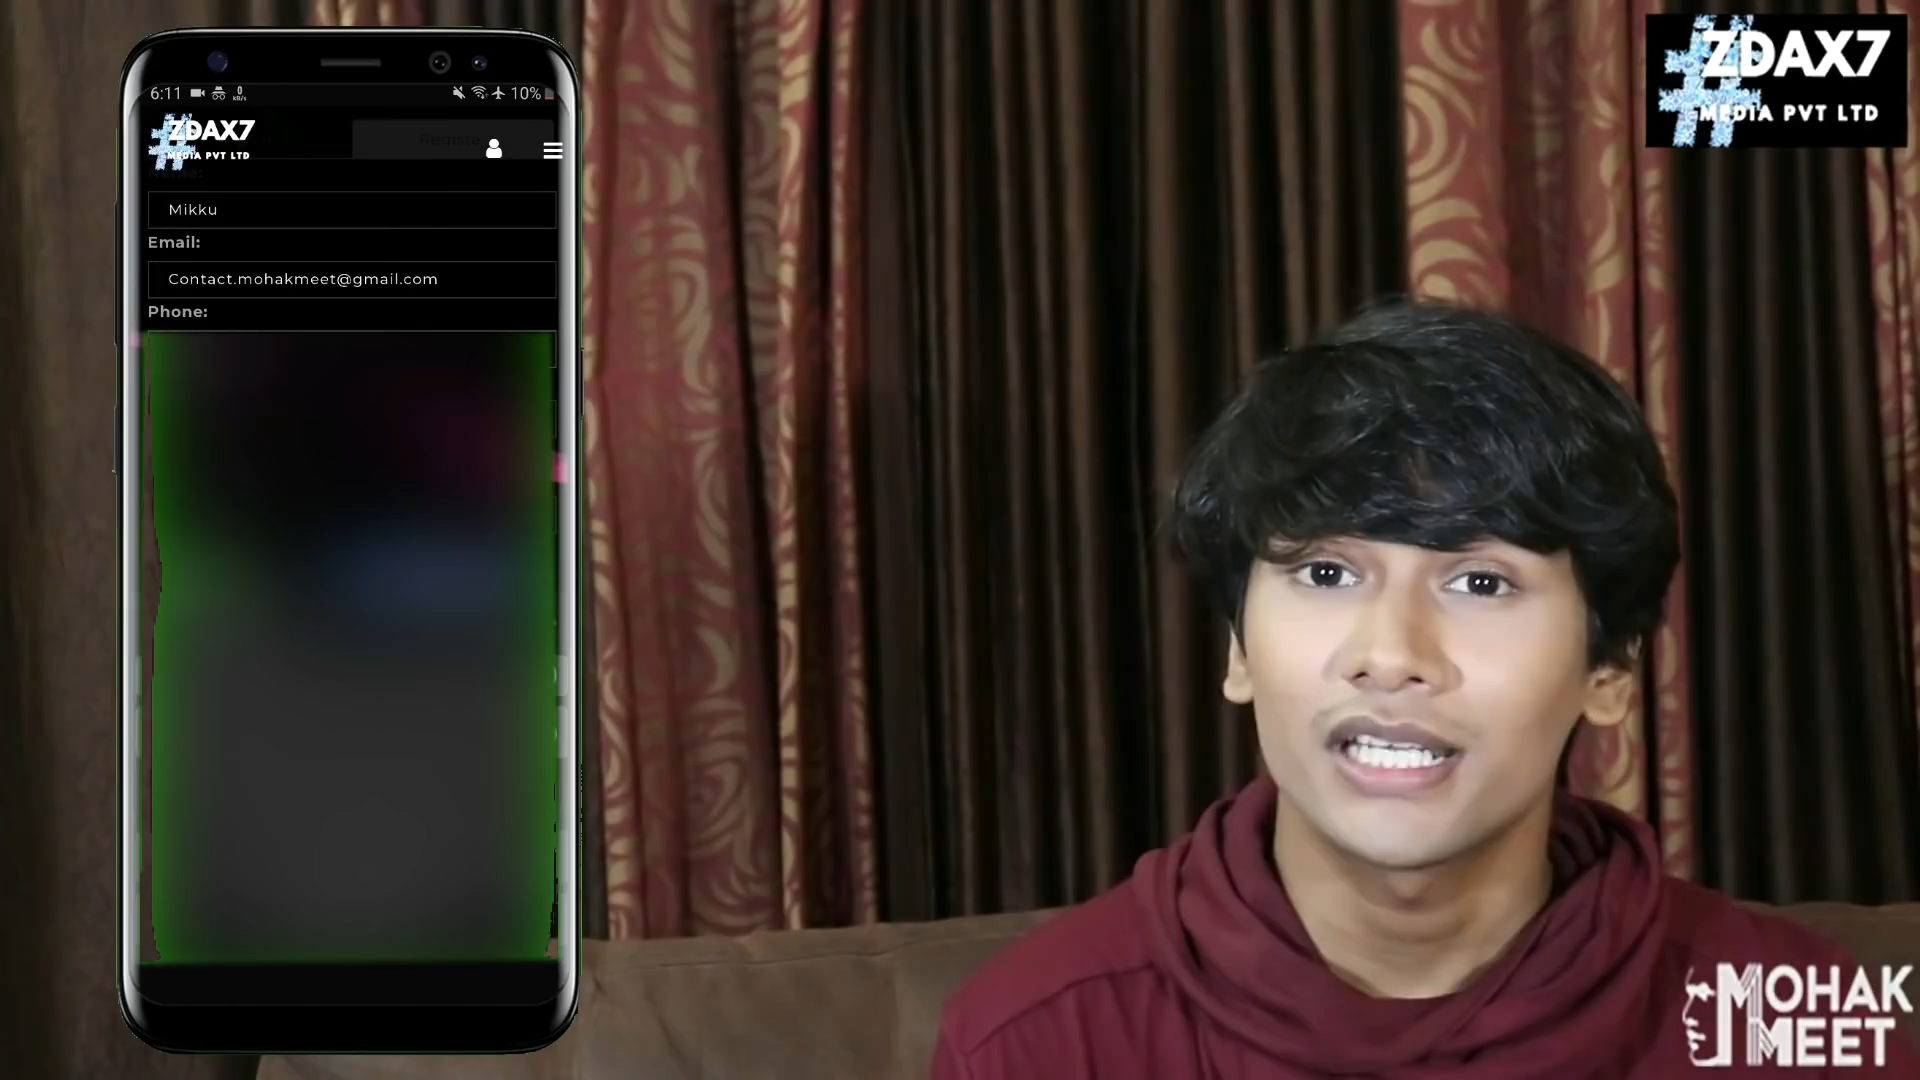 6:11
10%
ZDAX7
MEDIA PVT LTD
Register
Mikku
Email:
Contact.mohakmeet@gmail.com
Phone:
#ZDAX7
MEDIA PVT LTD
MOHAK
MEET